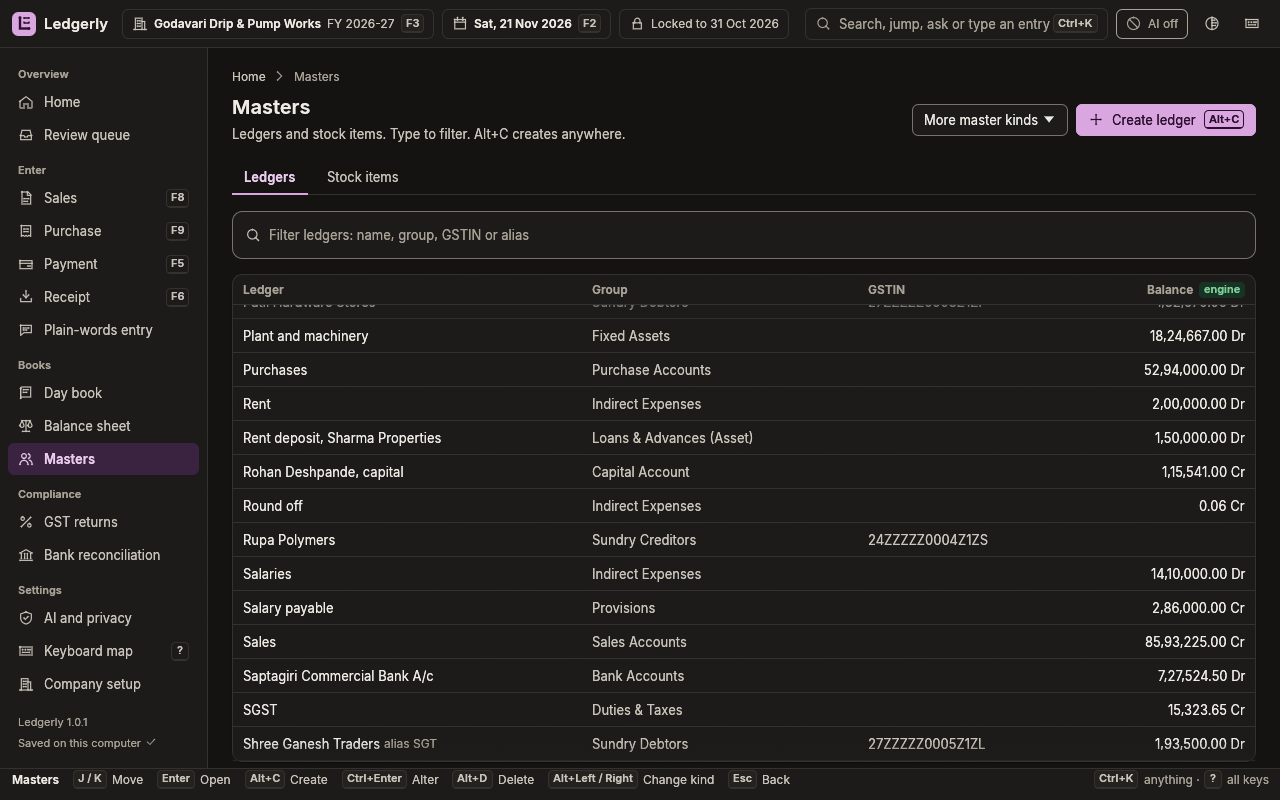 Ledgerly
Godavari Drip & Pump Works FY 2026-27 F3
Sat, 21 Nov 2026 F2
Locked to 31 Oct 2026
Search, jump, ask or type an entry Ctrl+K
AI off
Overview
Home
Review queue
Enter
Sales F8
Purchase F9
Payment F5
Receipt F6
Plain-words entry
Books
Day book
Balance sheet
Masters
Compliance
GST returns
Bank reconciliation
Settings
AI and privacy
Keyboard map ?
Company setup
Ledgerly 1.0.1
Saved on this computer
Home > Masters
Masters
Ledgers and stock items. Type to filter. Alt+C creates anywhere.
More master kinds
+ Create ledger Alt+C
Ledgers Stock items
Filter ledgers: name, group, GSTIN or alias
Ledger Group GSTIN Balance engine
Plant and machinery Fixed Assets 18,24,667.00 Dr
Purchases Purchase Accounts 52,94,000.00 Dr
Rent Indirect Expenses 2,00,000.00 Dr
Rent deposit, Sharma Properties Loans & Advances (Asset) 1,50,000.00 Dr
Rohan Deshpande, capital Capital Account 1,15,541.00 Cr
Round off Indirect Expenses 0.06 Cr
Rupa Polymers Sundry Creditors 24ZZZZZ0004Z1ZS
Salaries Indirect Expenses 14,10,000.00 Dr
Salary payable Provisions 2,86,000.00 Cr
Sales Sales Accounts 85,93,225.00 Cr
Saptagiri Commercial Bank A/c Bank Accounts 7,27,524.50 Dr
SGST Duties & Taxes 15,323.65 Cr
Shree Ganesh Traders alias SGT Sundry Debtors 27ZZZZZ0005Z1ZL 1,93,500.00 Dr
Masters J / K Move Enter Open Alt+C Create Ctrl+Enter Alter Alt+D Delete Alt+Left / Right Change kind Esc Back Ctrl+K anything · ? all keys